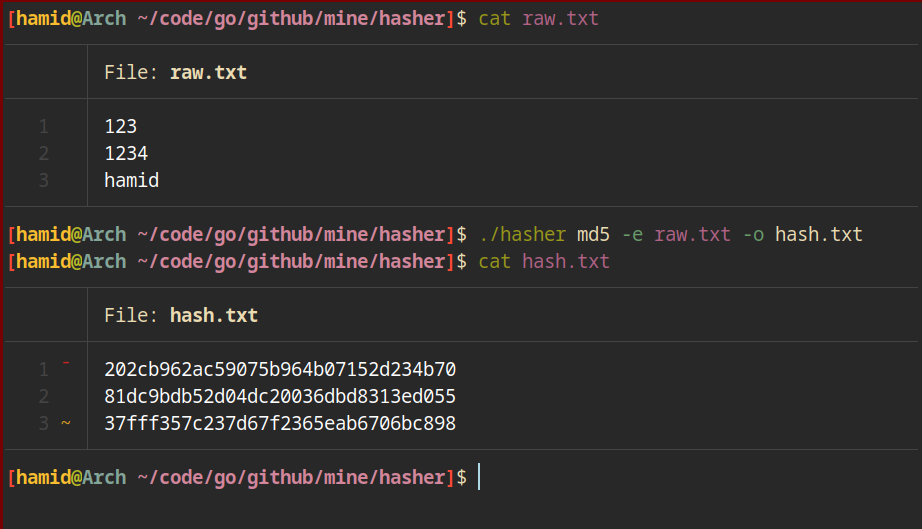 [hamid@Arch ~/code/go/github/mine/hasher]$ cat raw.txt
File: raw.txt
1 123
2 1234
3 hamid
[hamid@Arch ~/code/go/github/mine/hasher]$ ./hasher md5 -e raw.txt -o hash.txt
[hamid@Arch ~/code/go/github/mine/hasher]$ cat hash.txt
File: hash.txt
1 ‾ 202cb962ac59075b964b07152d234b70
2 81dc9bdb52d04dc20036dbd8313ed055
3 ~ 37fff357c237d67f2365eab6706bc898
[hamid@Arch ~/code/go/github/mine/hasher]$